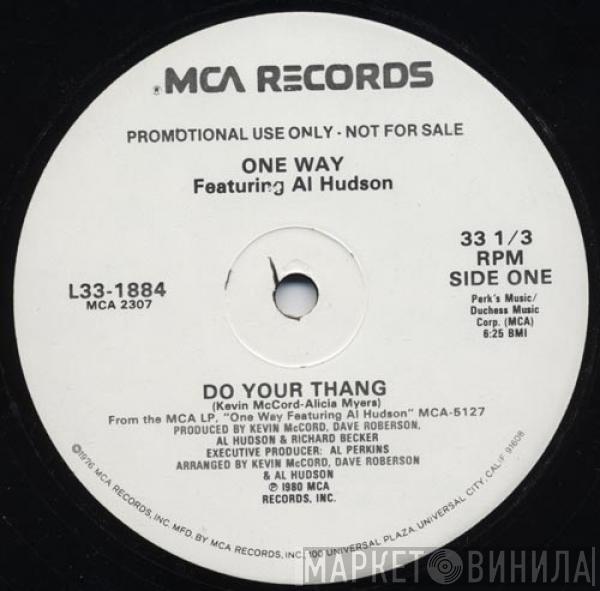 MCA RECORDS
PROMOTIONAL USE ONLY - NOT FOR SALE
ONE WAY
Featuring Al Hudson
33 1/3
RPM
SIDE ONE
L33-1884
MCA 2307
Perk's Music/
Duchess Music
Corp. (MCA)
6:25 BMI
DO YOUR THANG
(Kevin McCord-Alicia Myers)
From the MCA LP, "One Way Featuring Al Hudson" MCA-5127
PRODUCED BY KEVIN McCORD, DAVE ROBERSON,
AL HUDSON & RICHARD BECKER
EXECUTIVE PRODUCER: AL PERKINS
ARRANGED BY KEVIN McCORD, DAVE ROBERSON
& AL HUDSON
℗ 1980 MCA
RECORDS, INC.
©1976 MCA RECORDS, INC. MFD. BY MCA RECORDS, INC., 100 UNIVERSAL PLAZA, UNIVERSAL CITY, CALIF. 91608
МАРКЕТ ВИНИЛА